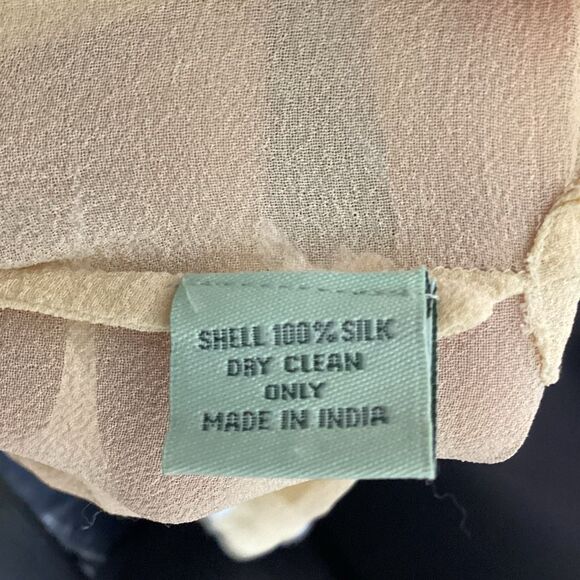 SHELL 100% SILK
DRY CLEAN
ONLY
MADE IN INDIA